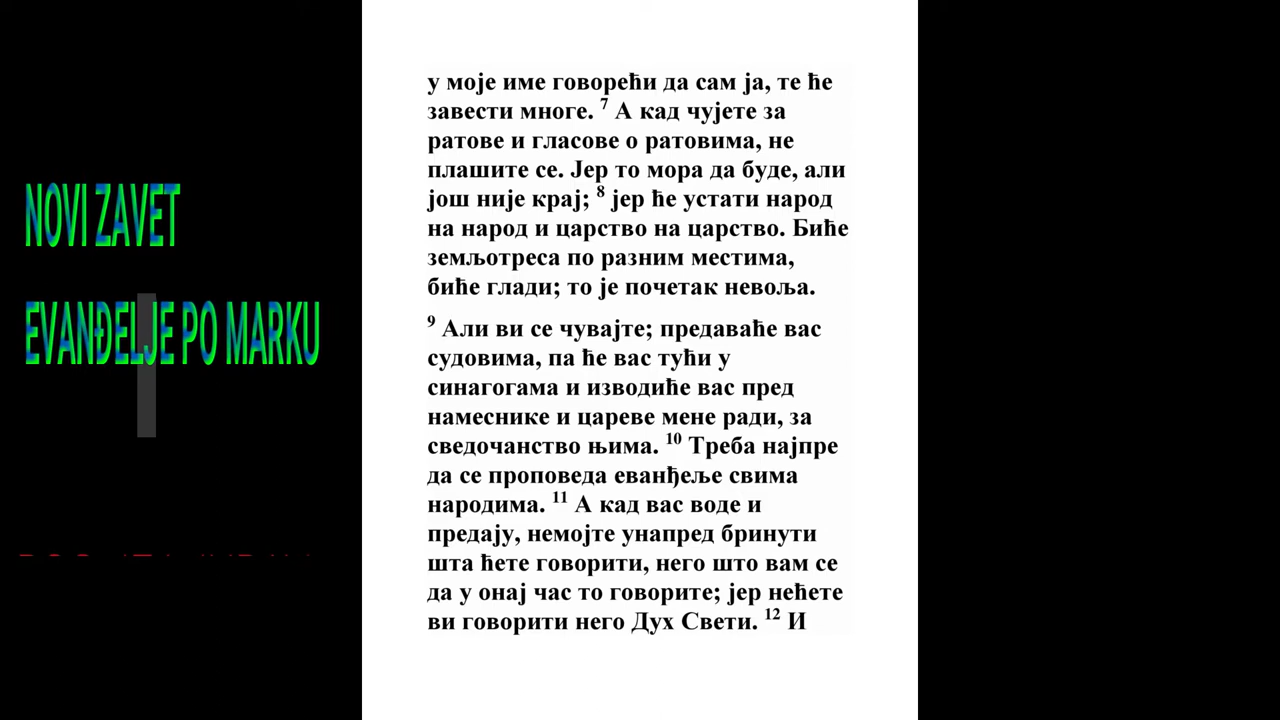 NOVI ZAVET
EVANĐELJE PO MARKU
у моје име говорећи да сам ја, те ће
завести многе. 7 А кад чујете за
ратове и гласове о ратовима, не
плашите се. Јер то мора да буде, али
још није крај; 8 јер ће устати народ
на народ и царство на царство. Биће
земљотреса по разним местима,
биће глади; то је почетак невоља.
9 Али ви се чувајте; предаваће вас
судовима, па ће вас тући у
синагогама и изводиће вас пред
намеснике и цареве мене ради, за
сведочанство њима. 10 Треба најпре
да се проповеда еванђеље свима
народима. 11 А кад вас воде и
предају, немојте унапред бринути
шта ћете говорити, него што вам се
да у онај час то говорите; јер нећете
ви говорити него Дух Свети. 12 И